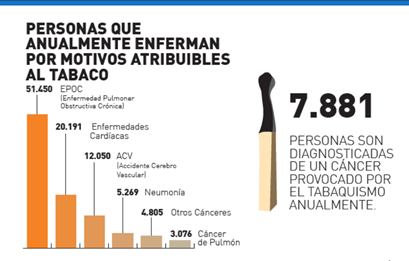 PERSONAS QUE
ANUALMENTE ENFERMAN
POR MOTIVOS ATRIBUIBLES
AL TABACO
51.450 EPOC
(Enfermedad Pulmonar
Obstructiva Crónica)
20.191 Enfermedades
Cardíacas
12.050 ACV
(Accidente Cerebro
Vascular)
5.269 Neumonía
4.805 Otros Cánceres
3.076 Cáncer
de Pulmón
7.881
PERSONAS SON
DIAGNOSTICADAS
DE UN CÁNCER
PROVOCADO POR
EL TABAQUISMO
ANUALMENTE.